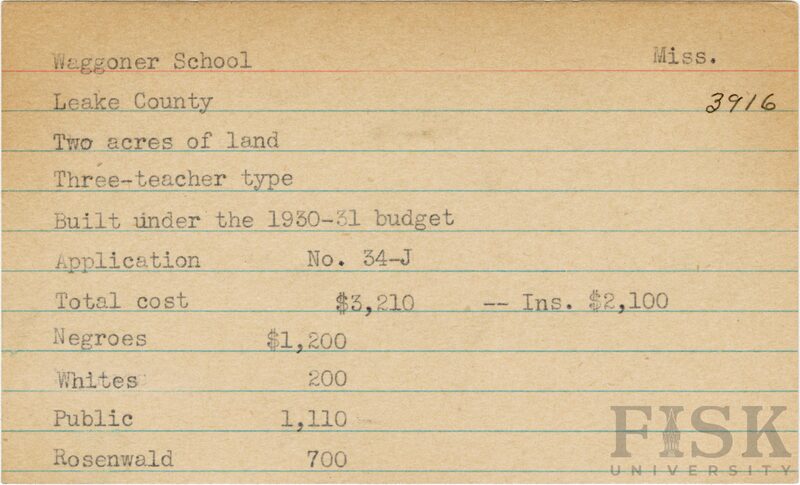 Waggoner School Miss.
Leake County 3916
Two acres of land
Three-teacher type
Built under the 1930-31 budget
Application No. 34-J
Total cost $3,210 -- Ins. $2,100
Negroes $1,200
Whites 200
Public 1,110
Rosenwald 700
FISK
UNIVERSITY